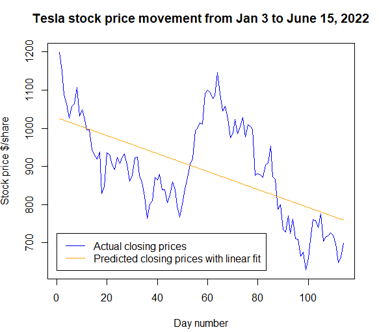 Tesla stock price movement from Jan 3 to June 15, 2022
Stock price $/share
1200
1100
1000
900
800
700
Actual closing prices
Predicted closing prices with linear fit
0 20 40 60 80 100
Day number